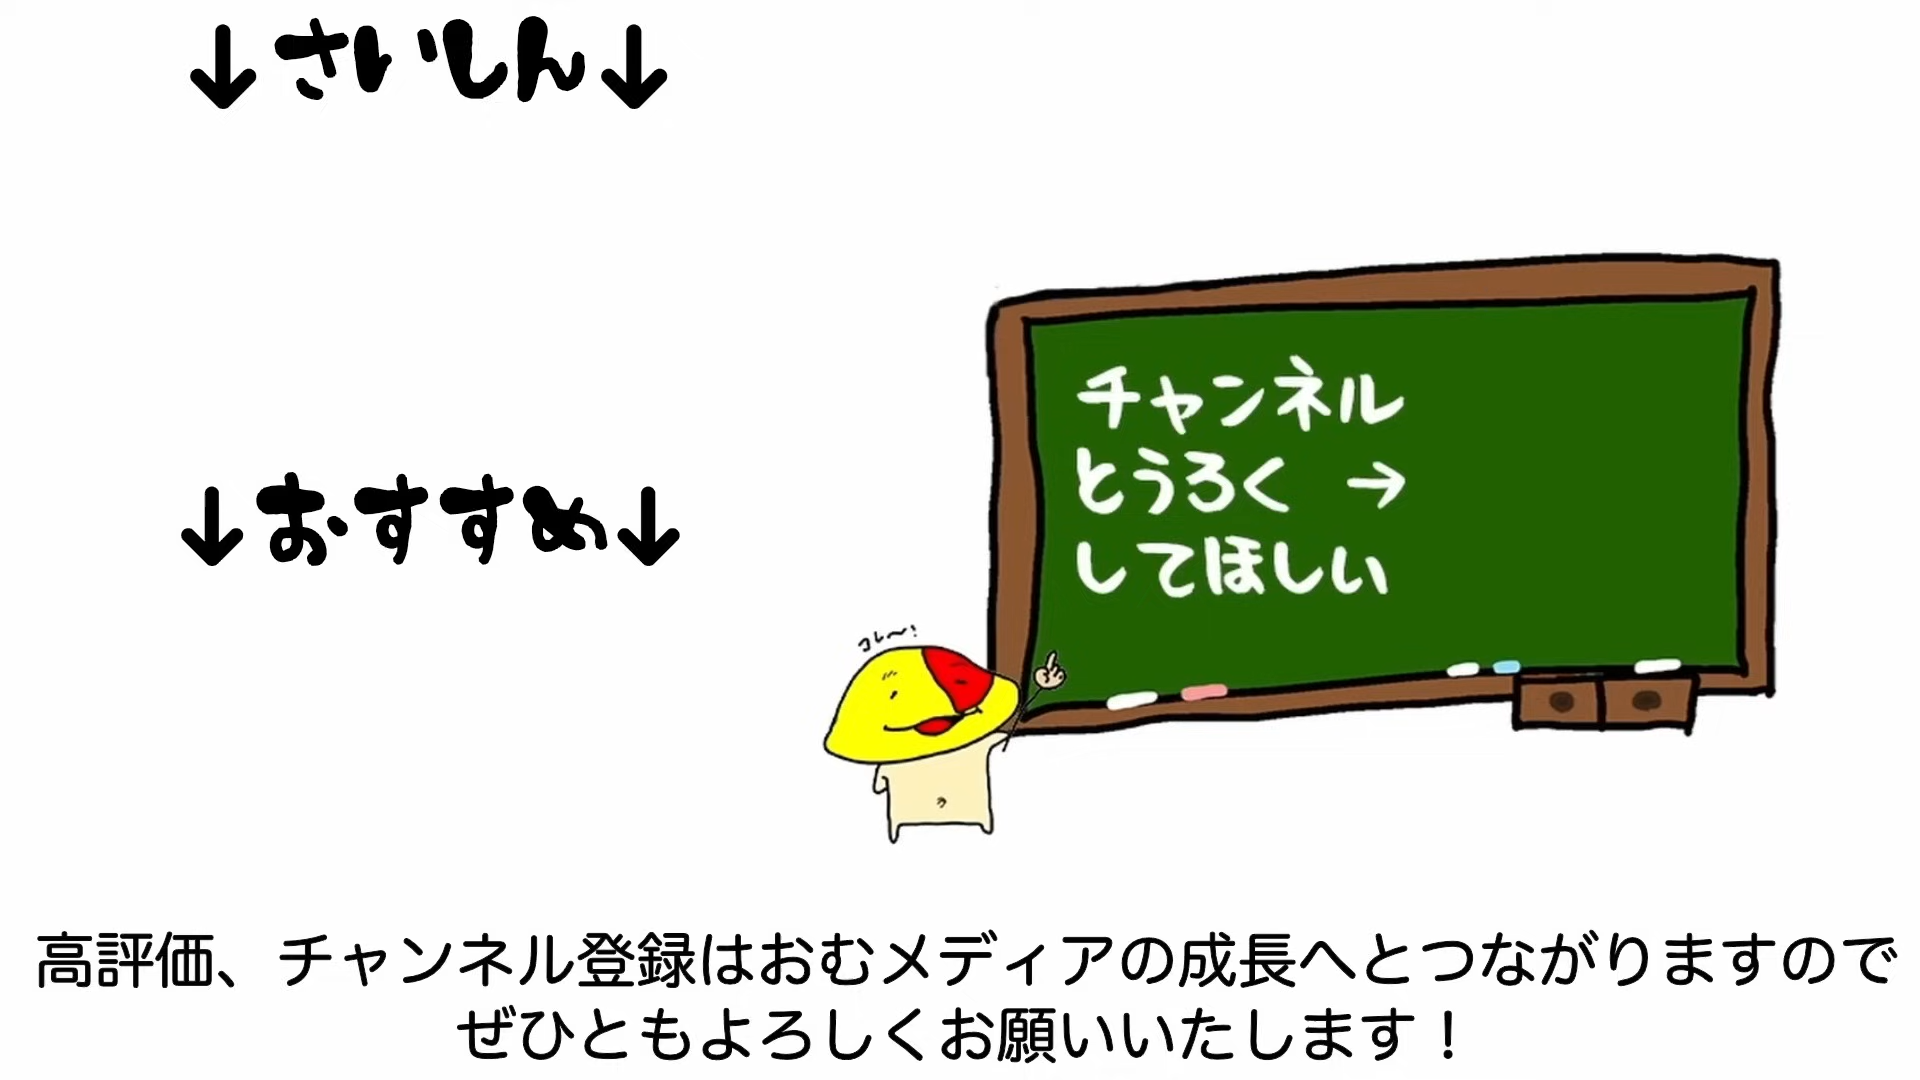 ↓さいしん↓
↓おすすめ↓
チャンネル
とうろく →
してほしい
コレ〜!
高評価、チャンネル登録はおむメディアの成長へとつながりますので
ぜひともよろしくお願いいたします！